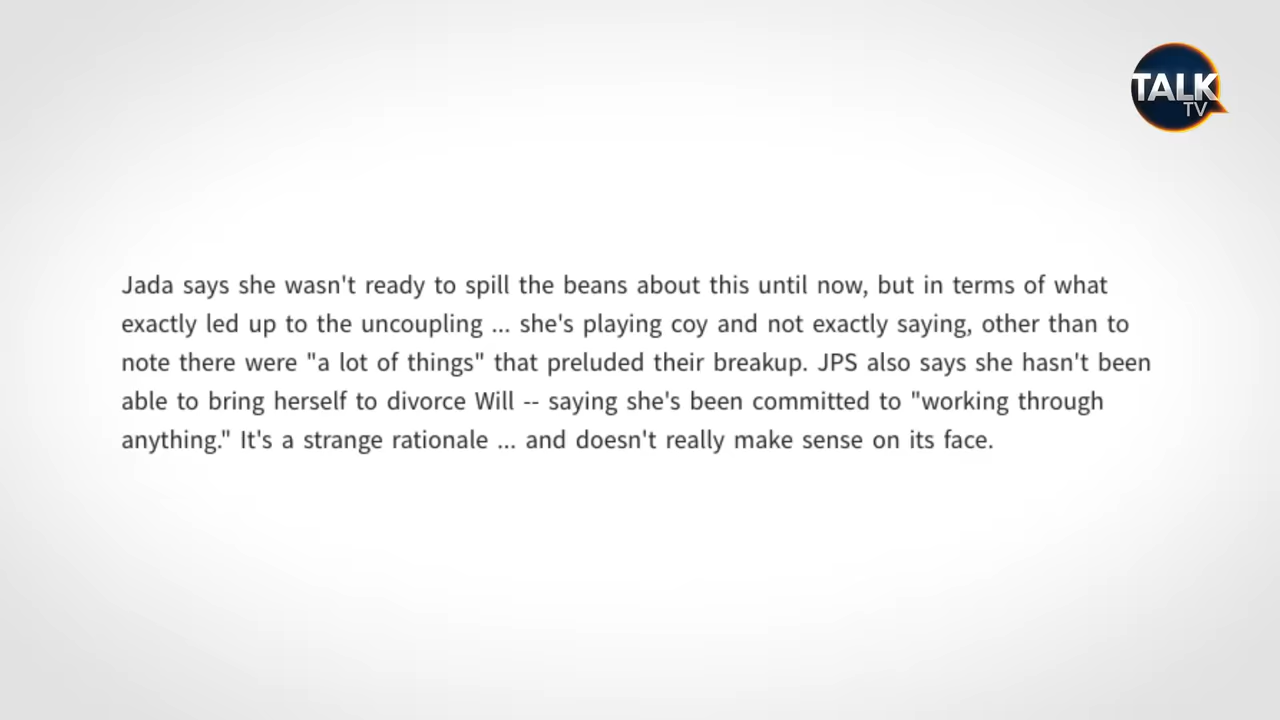 TALK
TV
Jada says she wasn't ready to spill the beans about this until now, but in terms of what
exactly led up to the uncoupling ... she's playing coy and not exactly saying, other than to
note there were "a lot of things" that preluded their breakup. JPS also says she hasn't been
able to bring herself to divorce Will -- saying she's been committed to "working through
anything." It's a strange rationale ... and doesn't really make sense on its face.